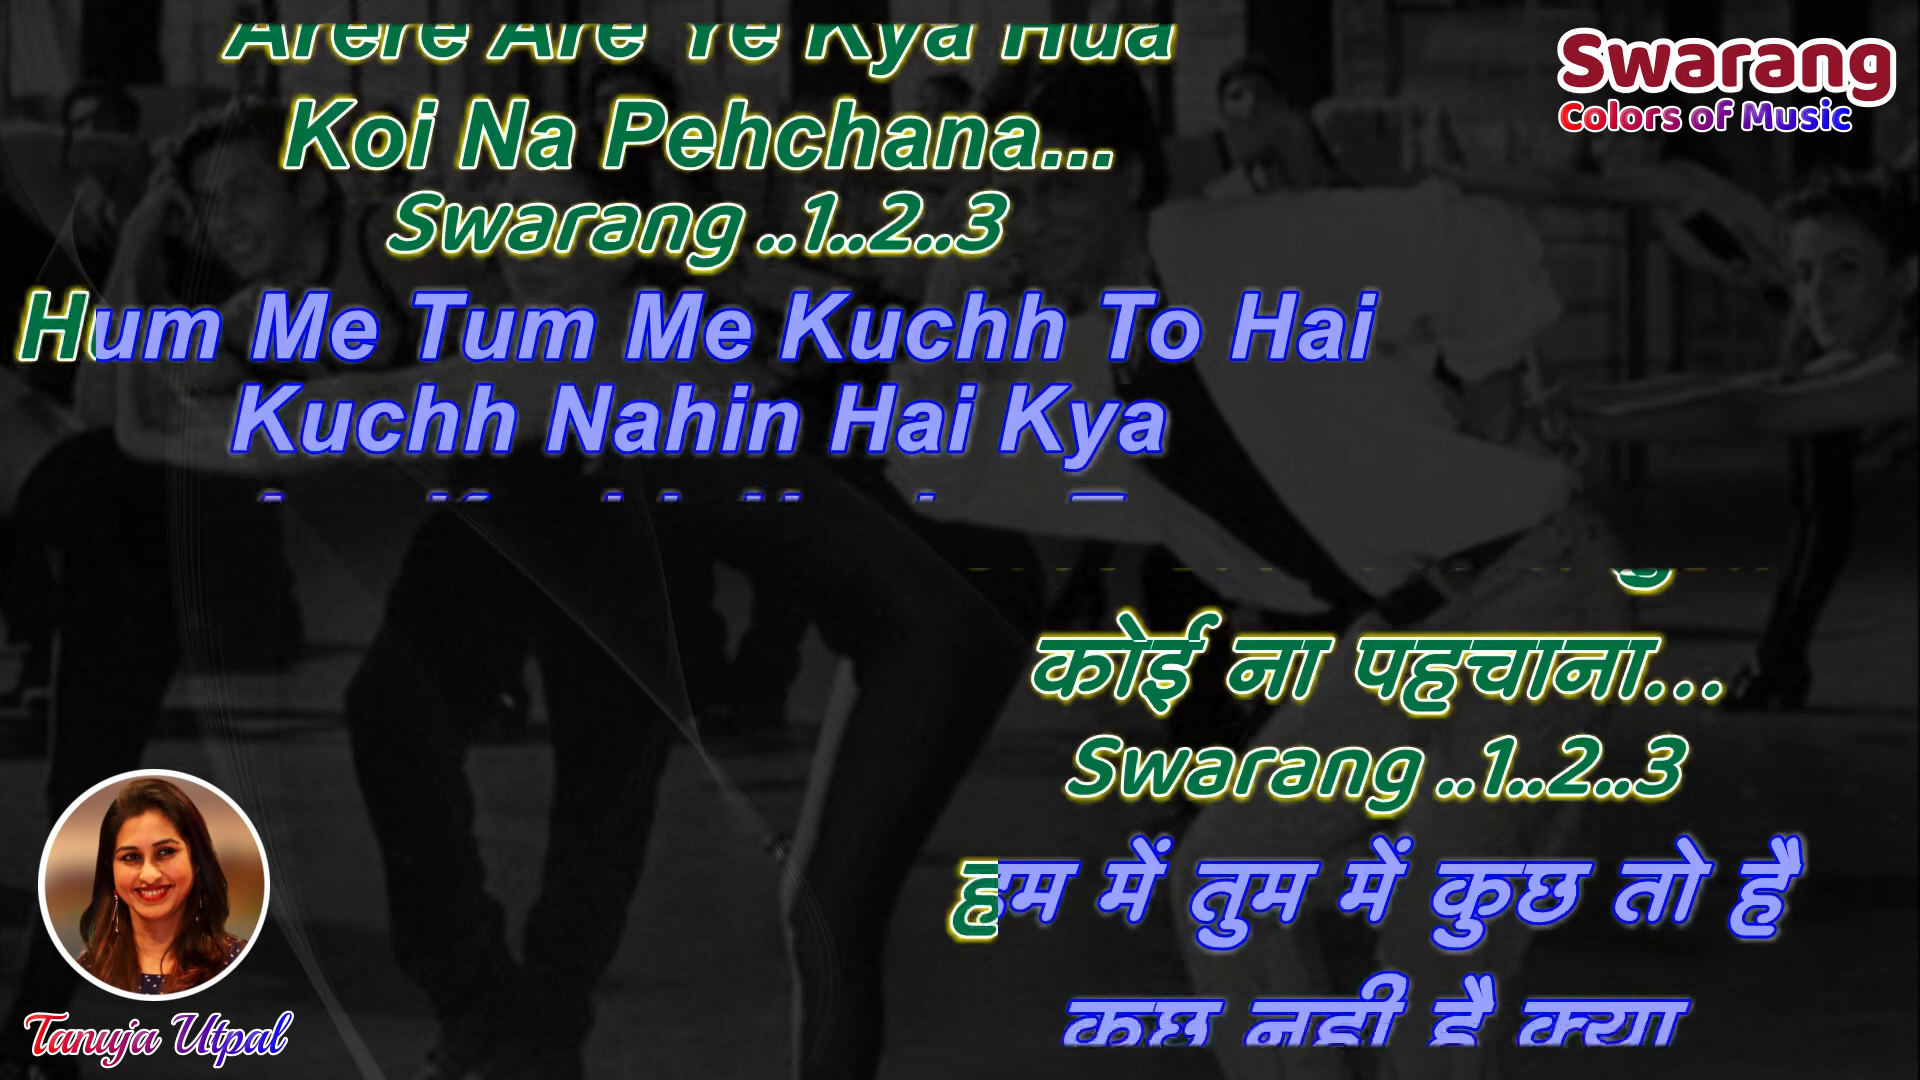 Arere Are Ye Kya Hua
Koi Na Pehchana...
Swarang ..1..2..3
Hum Me Tum Me Kuchh To Hai
Kuchh Nahin Hai Kya
Swarang
Colors of Music
कोई ना पहचाना...
Swarang ..1..2..3
हम में तुम में कुछ तो है
कुछ नहीं है क्या
Tanuja Utpal